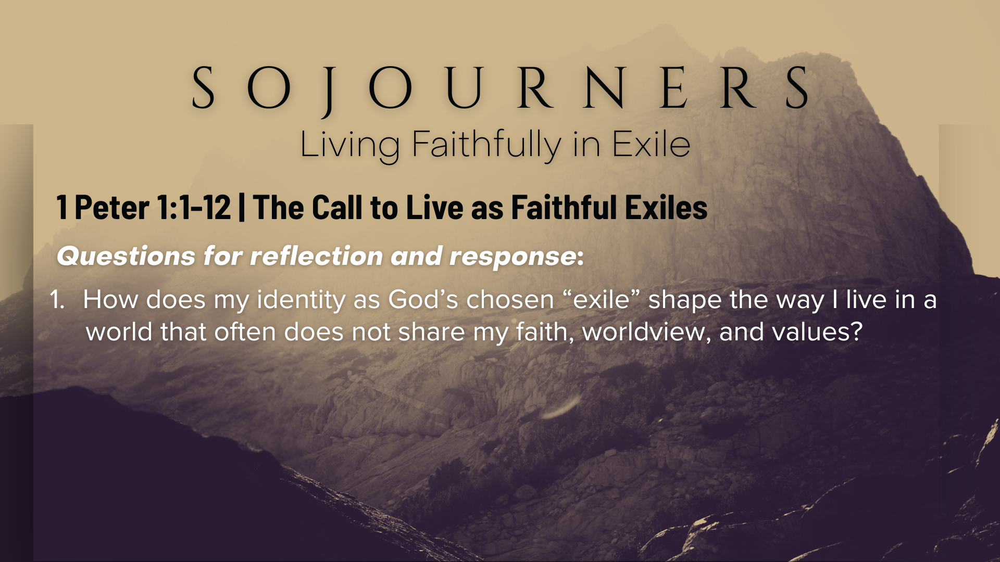 SOJOURNERS
Living Faithfully in Exile
1 Peter 1:1-12 | The Call to Live as Faithful Exiles
Questions for reflection and response:
1. How does my identity as God’s chosen “exile” shape the way I live in a
world that often does not share my faith, worldview, and values?